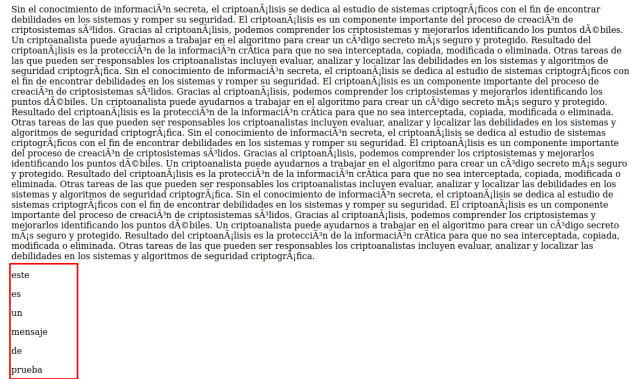 Sin el conocimiento de informaciÃ³n secreta, el criptoanÃ¡lisis se dedica al estudio de sistemas criptogrÃ¡ficos con el fin de encontrar
debilidades en los sistemas y romper su seguridad. El criptoanÃ¡lisis es un componente importante del proceso de creaciÃ³n de
criptosistemas sÃ³lidos. Gracias al criptoanÃ¡lisis, podemos comprender los criptosistemas y mejorarlos identificando los puntos dÃ©biles.
Un criptoanalista puede ayudarnos a trabajar en el algoritmo para crear un cÃ³digo secreto mÃ¡s seguro y protegido. Resultado del
criptoanÃ¡lisis es la protecciÃ³n de la informaciÃ³n crÃtica para que no sea interceptada, copiada, modificada o eliminada. Otras tareas de
las que pueden ser responsables los criptoanalistas incluyen evaluar, analizar y localizar las debilidades en los sistemas y algoritmos de
seguridad criptogrÃ¡fica. Sin el conocimiento de informaciÃ³n secreta, el criptoanÃ¡lisis se dedica al estudio de sistemas criptogrÃ¡ficos con
el fin de encontrar debilidades en los sistemas y romper su seguridad. El criptoanÃ¡lisis es un componente importante del proceso de
creaciÃ³n de criptosistemas sÃ³lidos. Gracias al criptoanÃ¡lisis, podemos comprender los criptosistemas y mejorarlos identificando los
puntos dÃ©biles. Un criptoanalista puede ayudarnos a trabajar en el algoritmo para crear un cÃ³digo secreto mÃ¡s seguro y protegido.
Resultado del criptoanÃ¡lisis es la protecciÃ³n de la informaciÃ³n crÃtica para que no sea interceptada, copiada, modificada o eliminada.
Otras tareas de las que pueden ser responsables los criptoanalistas incluyen evaluar, analizar y localizar las debilidades en los sistemas y
algoritmos de seguridad criptogrÃ¡fica. Sin el conocimiento de informaciÃ³n secreta, el criptoanÃ¡lisis se dedica al estudio de sistemas
criptogrÃ¡ficos con el fin de encontrar debilidades en los sistemas y romper su seguridad. El criptoanÃ¡lisis es un componente importante
del proceso de creaciÃ³n de criptosistemas sÃ³lidos. Gracias al criptoanÃ¡lisis, podemos comprender los criptosistemas y mejorarlos
identificando los puntos dÃ©biles. Un criptoanalista puede ayudarnos a trabajar en el algoritmo para crear un cÃ³digo secreto mÃ¡s seguro
y protegido. Resultado del criptoanÃ¡lisis es la protecciÃ³n de la informaciÃ³n crÃtica para que no sea interceptada, copiada, modificada o
eliminada. Otras tareas de las que pueden ser responsables los criptoanalistas incluyen evaluar, analizar y localizar las debilidades en los
sistemas y algoritmos de seguridad criptogrÃ¡fica. Sin el conocimiento de informaciÃ³n secreta, el criptoanÃ¡lisis se dedica al estudio de
sistemas criptogrÃ¡ficos con el fin de encontrar debilidades en los sistemas y romper su seguridad. El criptoanÃ¡lisis es un componente
importante del proceso de creaciÃ³n de criptosistemas sÃ³lidos. Gracias al criptoanÃ¡lisis, podemos comprender los criptosistemas y
mejorarlos identificando los puntos dÃ©biles. Un criptoanalista puede ayudarnos a trabajar en el algoritmo para crear un cÃ³digo secreto
mÃ¡s seguro y protegido. Resultado del criptoanÃ¡lisis es la protecciÃ³n de la informaciÃ³n crÃtica para que no sea interceptada, copiada,
modificada o eliminada. Otras tareas de las que pueden ser responsables los criptoanalistas incluyen evaluar, analizar y localizar las
debilidades en los sistemas y algoritmos de seguridad criptogrÃ¡fica.
este
es
un
mensaje
de
prueba